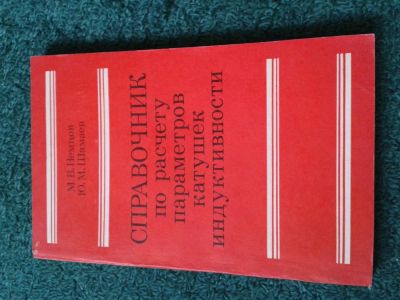 М.В.Немцов
Ю.М.Шамаев
СПРАВОЧНИК
по расчету
параметров
катушек
индуктивности